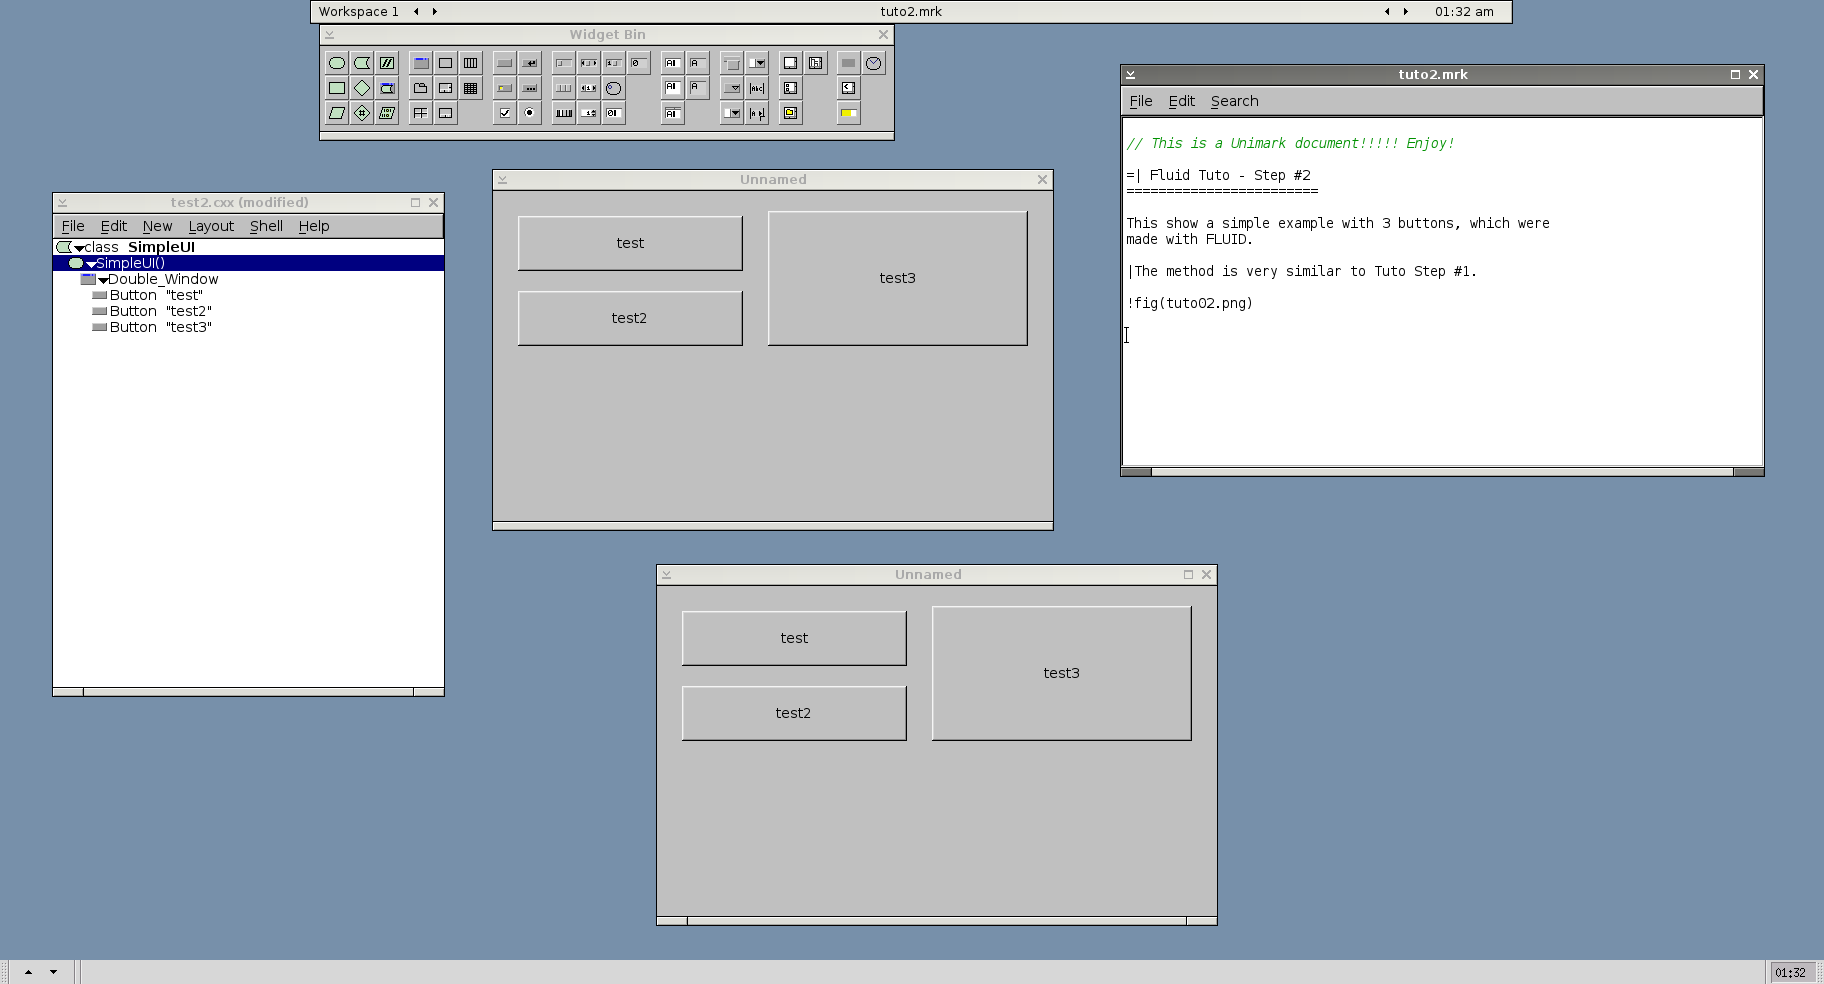 Workspace 1
tuto2.mrk
01:32 am
Widget Bin
test2.cxx (modified)
File Edit New Layout Shell Help
class SimpleUI
SimpleUI()
Double_Window
Button "test"
Button "test2"
Button "test3"
Unnamed
test
test2
test3
tuto2.mrk
File Edit Search
// This is a Unimark document!!!!! Enjoy!
=| Fluid Tuto - Step #2
========================
This show a simple example with 3 buttons, which were
made with FLUID.
|The method is very similar to Tuto Step #1.
!fig(tuto02.png)
Unnamed
test
test2
test3
01:32